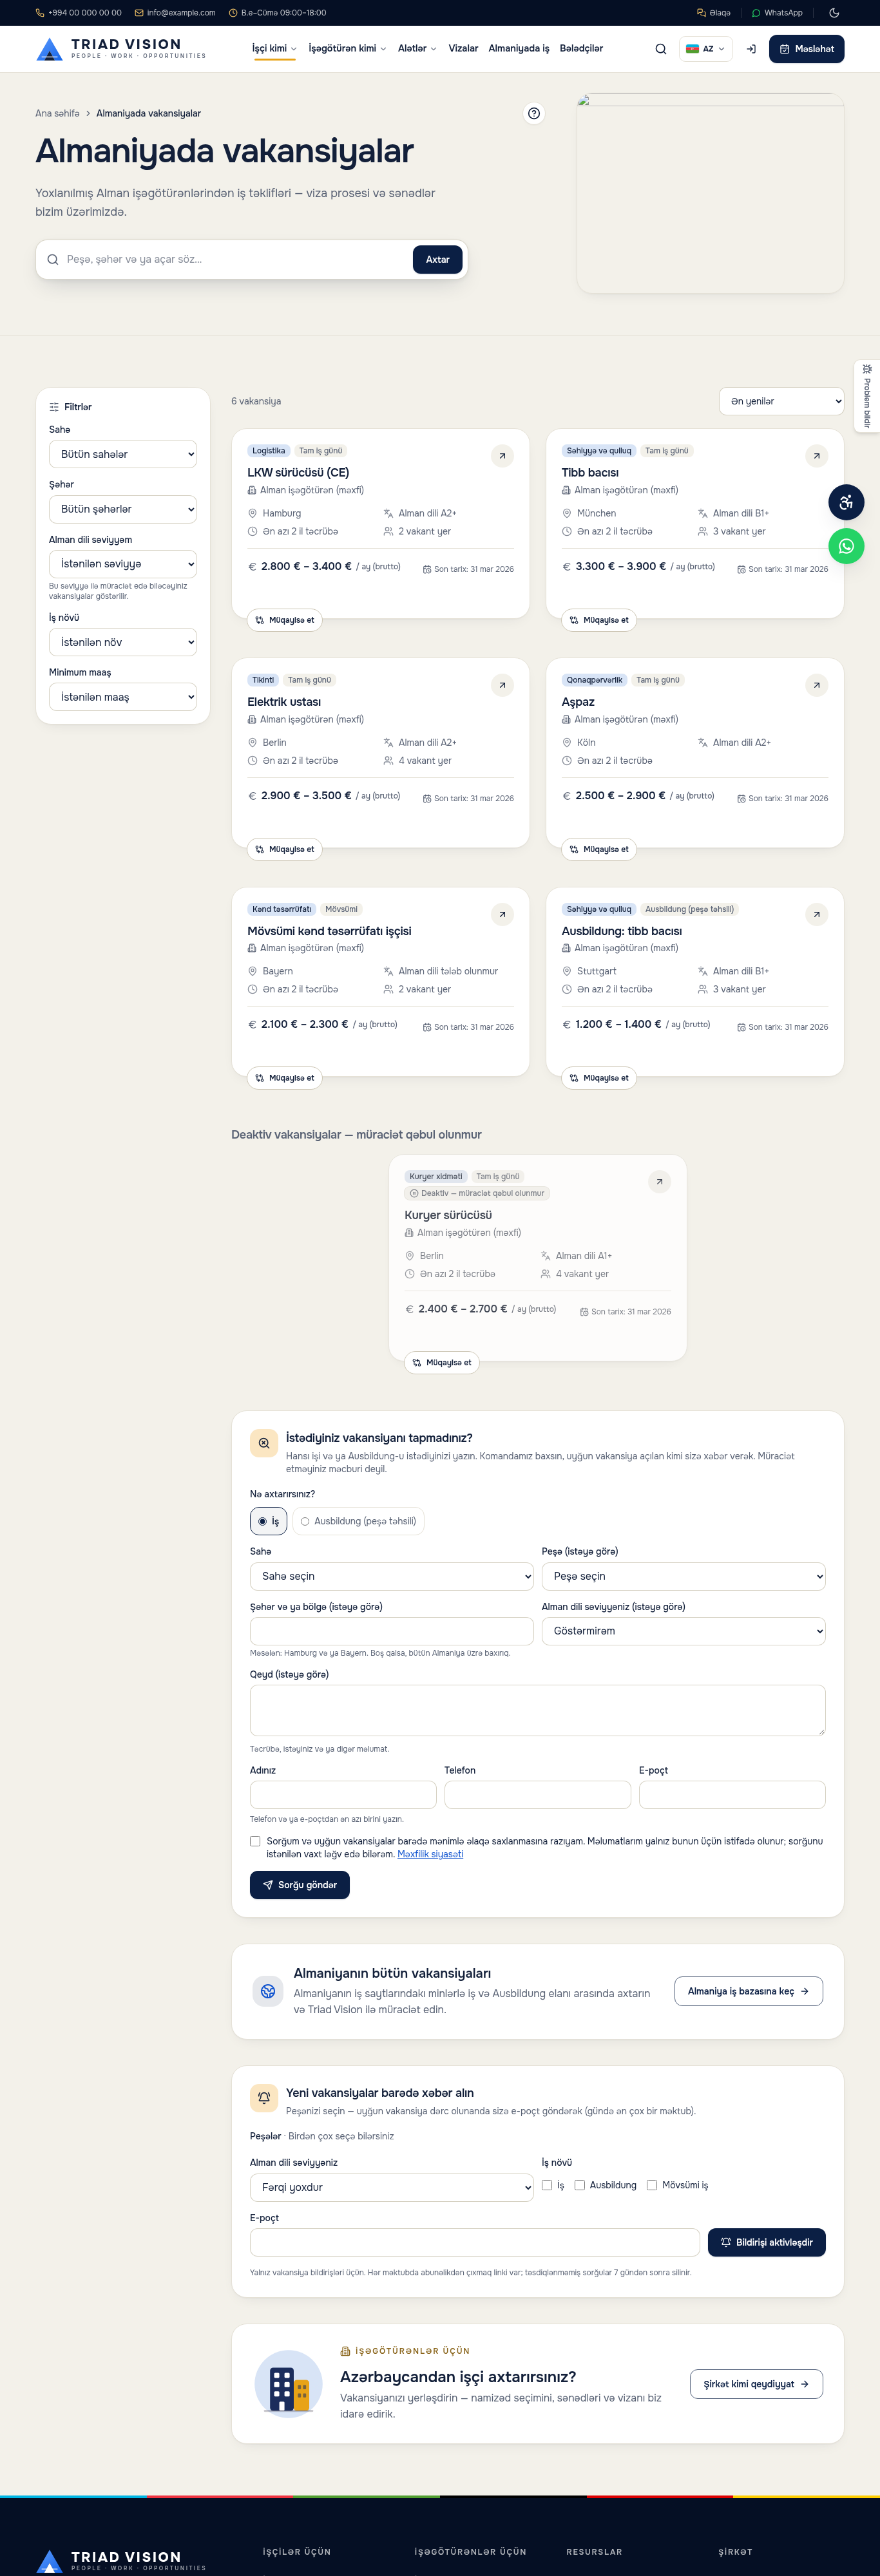 +994 00 000 00 00 info@example.com B.e–Cümə 09:00–18:00 Əlaqə WhatsApp
TRIAD VISION
PEOPLE · WORK · OPPORTUNITIES
İşçi kimi İşəgötürən kimi Alətlər Vizalar Almaniyada iş Bələdçilər AZ Məsləhət
Ana səhifə > Almaniyada vakansiyalar
Almaniyada vakansiyalar
Yoxlanılmış Alman işəgötürənlərindən iş təklifləri — viza prosesi və sənədlər
bizim üzərimizdə.
Peşə, şəhər və ya açar söz...
Axtar
Problem bildir
Filtrlər
Sahə
Bütün sahələr
Şəhər
Bütün şəhərlər
Alman dili səviyyəm
İstənilən səviyyə
Bu səviyyə ilə müraciət edə biləcəyiniz
vakansiyalar göstərilir.
İş növü
İstənilən növ
Minimum maaş
İstənilən maaş
6 vakansiya
Ən yenilər
Logistika Tam iş günü
LKW sürücüsü (CE)
Alman işəgötürən (məxfi)
Hamburg Alman dili A2+
Ən azı 2 il təcrübə 2 vakant yer
€ 2.800 € – 3.400 € / ay (brutto) Son tarix: 31 mar 2026
Müqayisə et
Səhiyyə və qulluq Tam iş günü
Tibb bacısı
Alman işəgötürən (məxfi)
München Alman dili B1+
Ən azı 2 il təcrübə 3 vakant yer
€ 3.300 € – 3.900 € / ay (brutto) Son tarix: 31 mar 2026
Müqayisə et
Tikinti Tam iş günü
Elektrik ustası
Alman işəgötürən (məxfi)
Berlin Alman dili A2+
Ən azı 2 il təcrübə 4 vakant yer
€ 2.900 € – 3.500 € / ay (brutto) Son tarix: 31 mar 2026
Müqayisə et
Qonaqpərvərlik Tam iş günü
Aşpaz
Alman işəgötürən (məxfi)
Köln Alman dili A2+
Ən azı 2 il təcrübə
€ 2.500 € – 2.900 € / ay (brutto) Son tarix: 31 mar 2026
Müqayisə et
Kənd təsərrüfatı Mövsümi
Mövsümi kənd təsərrüfatı işçisi
Alman işəgötürən (məxfi)
Bayern Alman dili tələb olunmur
Ən azı 2 il təcrübə 2 vakant yer
€ 2.100 € – 2.300 € / ay (brutto) Son tarix: 31 mar 2026
Müqayisə et
Səhiyyə və qulluq Ausbildung (peşə təhsili)
Ausbildung: tibb bacısı
Alman işəgötürən (məxfi)
Stuttgart Alman dili B1+
Ən azı 2 il təcrübə 3 vakant yer
€ 1.200 € – 1.400 € / ay (brutto) Son tarix: 31 mar 2026
Müqayisə et
Deaktiv vakansiyalar — müraciət qəbul olunmur
Kuryer xidməti Tam iş günü
Deaktiv — müraciət qəbul olunmur
Kuryer sürücüsü
Alman işəgötürən (məxfi)
Berlin Alman dili A1+
Ən azı 2 il təcrübə 4 vakant yer
€ 2.400 € – 2.700 € / ay (brutto) Son tarix: 31 mar 2026
Müqayisə et
İstədiyiniz vakansiyanı tapmadınız?
Hansı işi və ya Ausbildung-u istədiyinizi yazın. Komandamız baxsın, uyğun vakansiya açılan kimi sizə xəbər verək. Müraciət
etməyiniz məcburi deyil.
Nə axtarırsınız?
İş Ausbildung (peşə təhsili)
Sahə Peşə (istəyə görə)
Sahə seçin Peşə seçin
Şəhər və ya bölgə (istəyə görə) Alman dili səviyyəniz (istəyə görə)
Göstərmirəm
Məsələn: Hamburg və ya Bayern. Boş qalsa, bütün Almaniya üzrə baxırıq.
Qeyd (istəyə görə)
Təcrübə, istəyiniz və ya digər məlumat.
Adınız Telefon E-poçt
Telefon və ya e-poçtdan ən azı birini yazın.
Sorğum və uyğun vakansiyalar barədə mənimlə əlaqə saxlanmasına razıyam. Məlumatlarım yalnız bunun üçün istifadə olunur; sorğunu
istənilən vaxt ləğv edə bilərəm. Məxfilik siyasəti
Sorğu göndər
Almaniyanın bütün vakansiyaları
Almaniyanın iş saytlarındakı minlərlə iş və Ausbildung elanı arasında axtarın
və Triad Vision ilə müraciət edin.
Almaniya iş bazasına keç
Yeni vakansiyalar barədə xəbər alın
Peşənizi seçin — uyğun vakansiya dərc olunanda sizə e-poçt göndərək (gündə ən çox bir məktub).
Peşələr · Birdən çox seçə bilərsiniz
Alman dili səviyyəniz İş növü
Fərqi yoxdur İş Ausbildung Mövsümi iş
E-poçt
Bildirişi aktivləşdir
Yalnız vakansiya bildirişləri üçün. Hər məktubda abunəlikdən çıxmaq linki var; təsdiqlənməmiş sorğular 7 gündən sonra silinir.
İŞƏGÖTÜRƏNLƏR ÜÇÜN
Azərbaycandan işçi axtarırsınız?
Vakansiyanızı yerləşdirin — namizəd seçimini, sənədləri və vizanı biz
idarə edirik.
Şirkət kimi qeydiyyat
TRIAD VISION
PEOPLE · WORK · OPPORTUNITIES
İŞÇİLƏR ÜÇÜN İŞƏGÖTÜRƏNLƏR ÜÇÜN RESURSLAR ŞİRKƏT